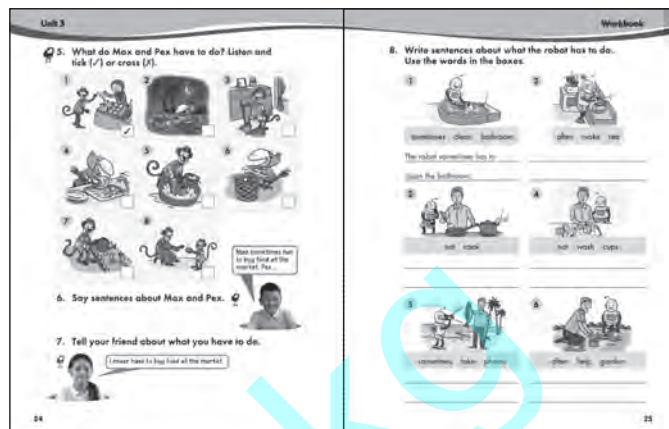 Unit 3
5. What do Max and Pex have to do? Listen and
tick (✓) or cross (✗).
1
2
3
✓
4
5
6
7
8
Max sometimes has
to buy food at the
market. Pex ...
6. Say sentences about Max and Pex.
7. Tell your friend about what you have to do.
I never have to buy food at the market.
24
Workbook
8. Write sentences about what the robot has to do.
Use the words in the boxes.
1
2
sometimes clean bathroom
often make tea
The robot sometimes has to
clean the bathroom.
3
4
not cook
not wash cups
5
6
sometimes take photos
often help garden
25